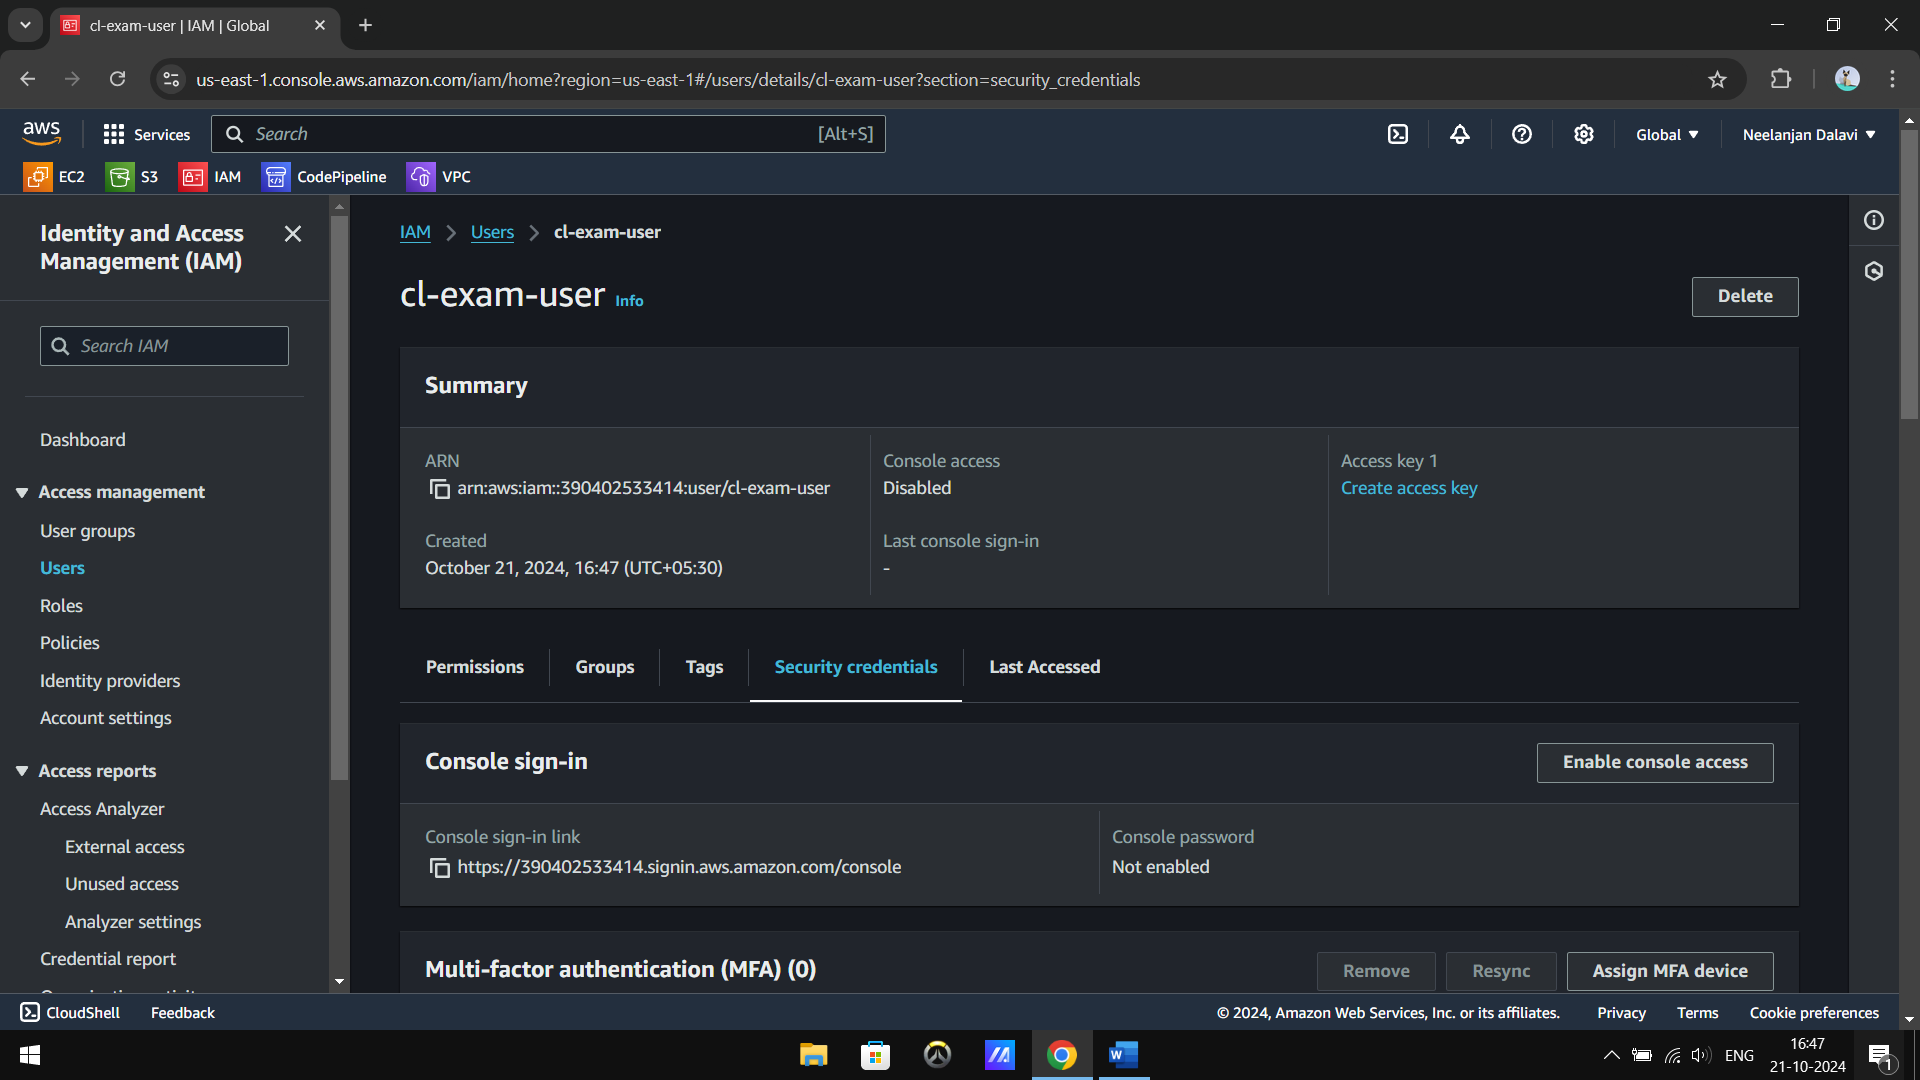 cl-exam-user | IAM | Global
us-east-1.console.aws.amazon.com/iam/home?region=us-east-1#/users/details/cl-exam-user?section=security_credentials
aws
Services
Search
[Alt+S]
Global
Neelanjan Dalavi
EC2
S3
IAM
CodePipeline
VPC
Identity and Access
Management (IAM)
Search IAM
Dashboard
Access management
User groups
Users
Roles
Policies
Identity providers
Account settings
Access reports
Access Analyzer
External access
Unused access
Analyzer settings
Credential report
IAM
Users
cl-exam-user
cl-exam-user Info
Delete
Summary
ARN
arn:aws:iam::390402533414:user/cl-exam-user
Created
October 21, 2024, 16:47 (UTC+05:30)
Console access
Disabled
Last console sign-in
-
Access key 1
Create access key
Permissions
Groups
Tags
Security credentials
Last Accessed
Console sign-in
Enable console access
Console sign-in link
https://390402533414.signin.aws.amazon.com/console
Console password
Not enabled
Multi-factor authentication (MFA) (0)
Remove
Resync
Assign MFA device
CloudShell
Feedback
© 2024, Amazon Web Services, Inc. or its affiliates.
Privacy
Terms
Cookie preferences
W
ENG
16:47
21-10-2024
1